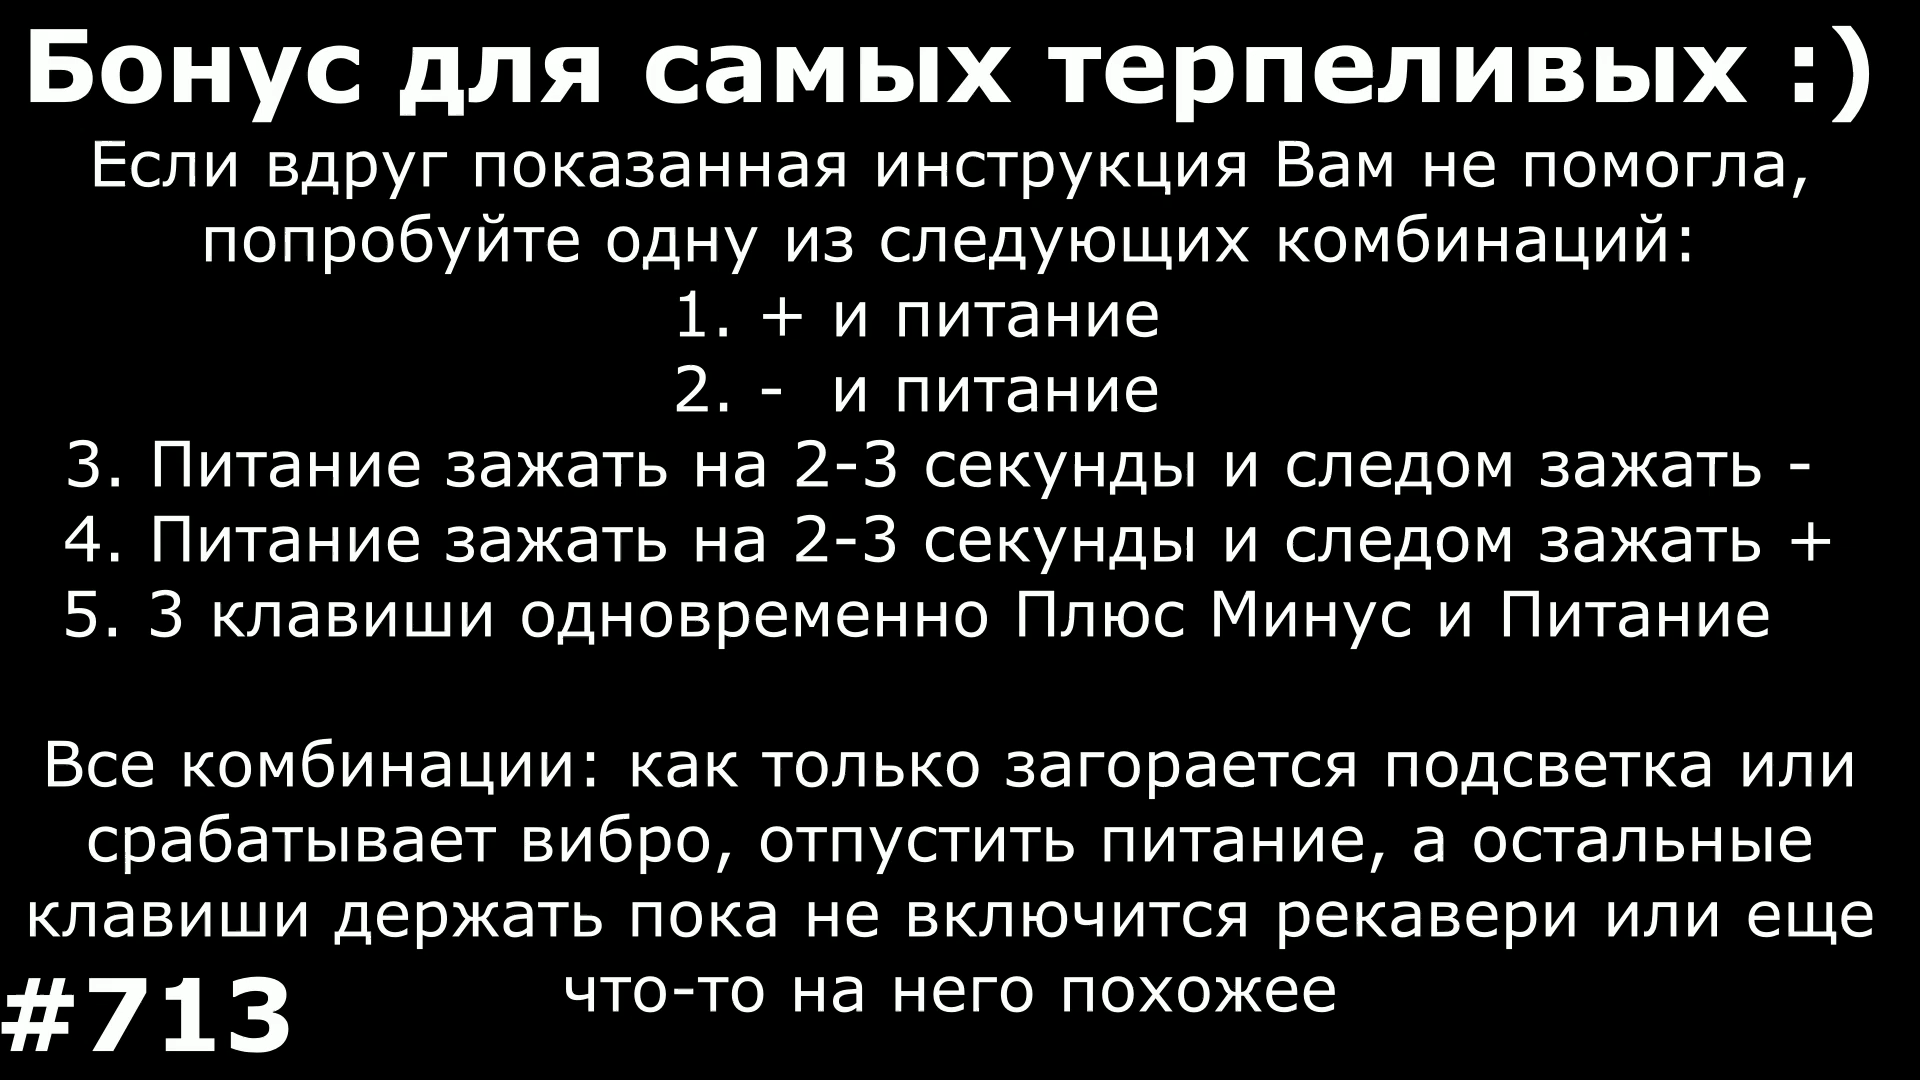 Бонус для самых терпеливых :)
Если вдруг показанная инструкция Вам не помогла,
попробуйте одну из следующих комбинаций:
1. + и питание
2. - и питание
3. Питание зажать на 2-3 секунды и следом зажать -
4. Питание зажать на 2-3 секунды и следом зажать +
5. 3 клавиши одновременно Плюс Минус и Питание
Все комбинации: как только загорается подсветка или
срабатывает вибро, отпустить питание, а остальные
клавиши держать пока не включится рекавери или еще
что-то на него похожее
#713